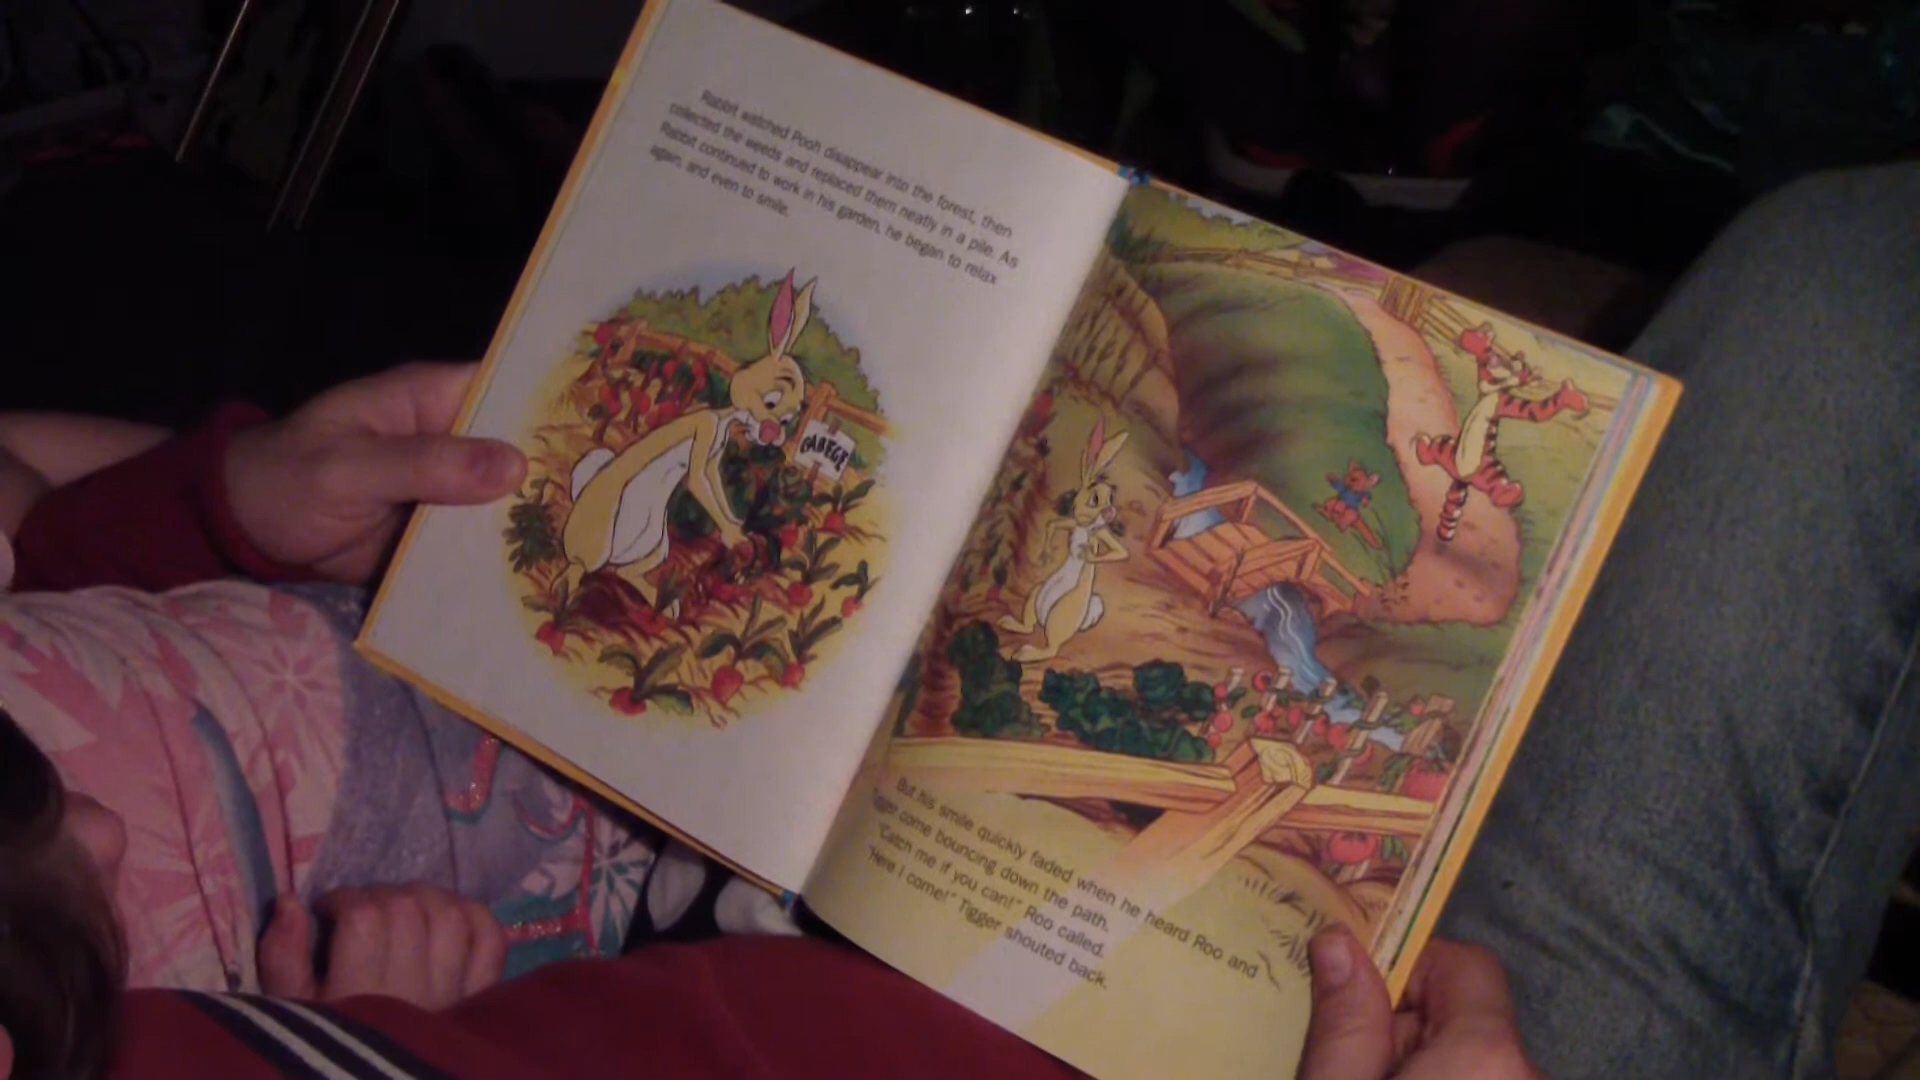 Rabbit watched Pooh disappear into the forest, then
collected the weeds and replaced them neatly in a pile. As
Rabbit continued to work in his garden, he began to relax
again, and even to smile.
CABEGE
But his smile quickly faded when he heard Roo and
Tigger come bouncing down the path.
"Catch me if you can!" Roo called.
"Here I come!" Tigger shouted back.